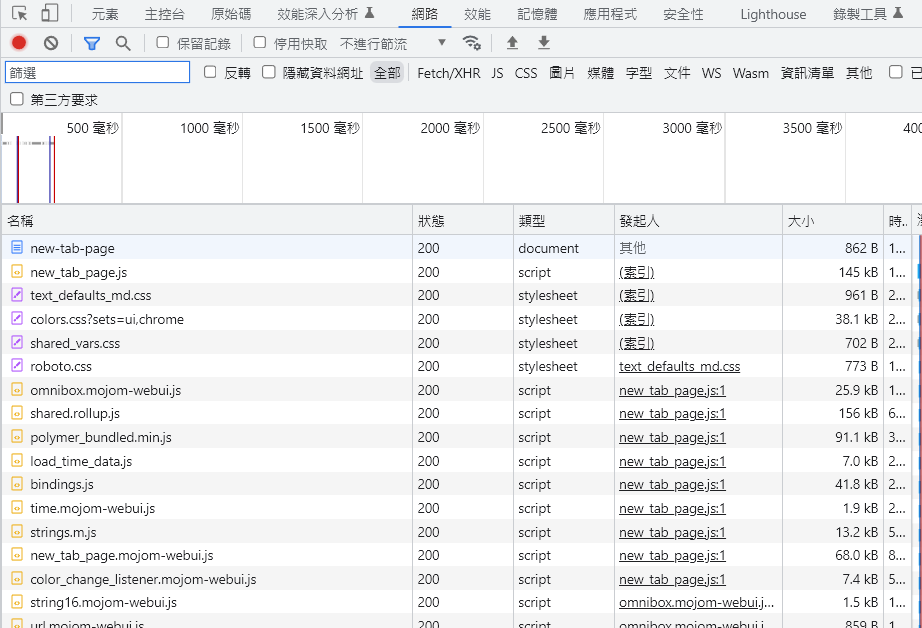 元素 主控台 原始碼 效能深入分析 網路 效能 記憶體 應用程式 安全性 Lighthouse 錄製工具
保留記錄 停用快取 不進行節流
篩選 反轉 隱藏資料網址 全部 Fetch/XHR JS CSS 圖片 媒體 字型 文件 WS Wasm 資訊清單 其他 已
第三方要求
500 毫秒 1000 毫秒 1500 毫秒 2000 毫秒 2500 毫秒 3000 毫秒 3500 毫秒 400
名稱 狀態 類型 發起人 大小 時..
new-tab-page 200 document 其他 862 B 1...
new_tab_page.js 200 script (索引) 145 kB 1...
text_defaults_md.css 200 stylesheet (索引) 961 B 2...
colors.css?sets=ui,chrome 200 stylesheet (索引) 38.1 kB 2...
shared_vars.css 200 stylesheet (索引) 702 B 2...
roboto.css 200 stylesheet text_defaults_md.css 773 B 1...
omnibox.mojom-webui.js 200 script new_tab_page.js:1 25.9 kB 1...
shared.rollup.js 200 script new_tab_page.js:1 156 kB 6...
polymer_bundled.min.js 200 script new_tab_page.js:1 91.1 kB 3...
load_time_data.js 200 script new_tab_page.js:1 7.0 kB 2...
bindings.js 200 script new_tab_page.js:1 41.8 kB 2...
time.mojom-webui.js 200 script new_tab_page.js:1 1.9 kB 2...
strings.m.js 200 script new_tab_page.js:1 13.2 kB 5...
new_tab_page.mojom-webui.js 200 script new_tab_page.js:1 68.0 kB 8...
color_change_listener.mojom-webui.js 200 script new_tab_page.js:1 7.4 kB 5...
string16.mojom-webui.js 200 script omnibox.mojom-webui.j... 1.5 kB 1...
url.mojom-webui.js 200 script omnibox.mojom-webui.j... 859 B 1...